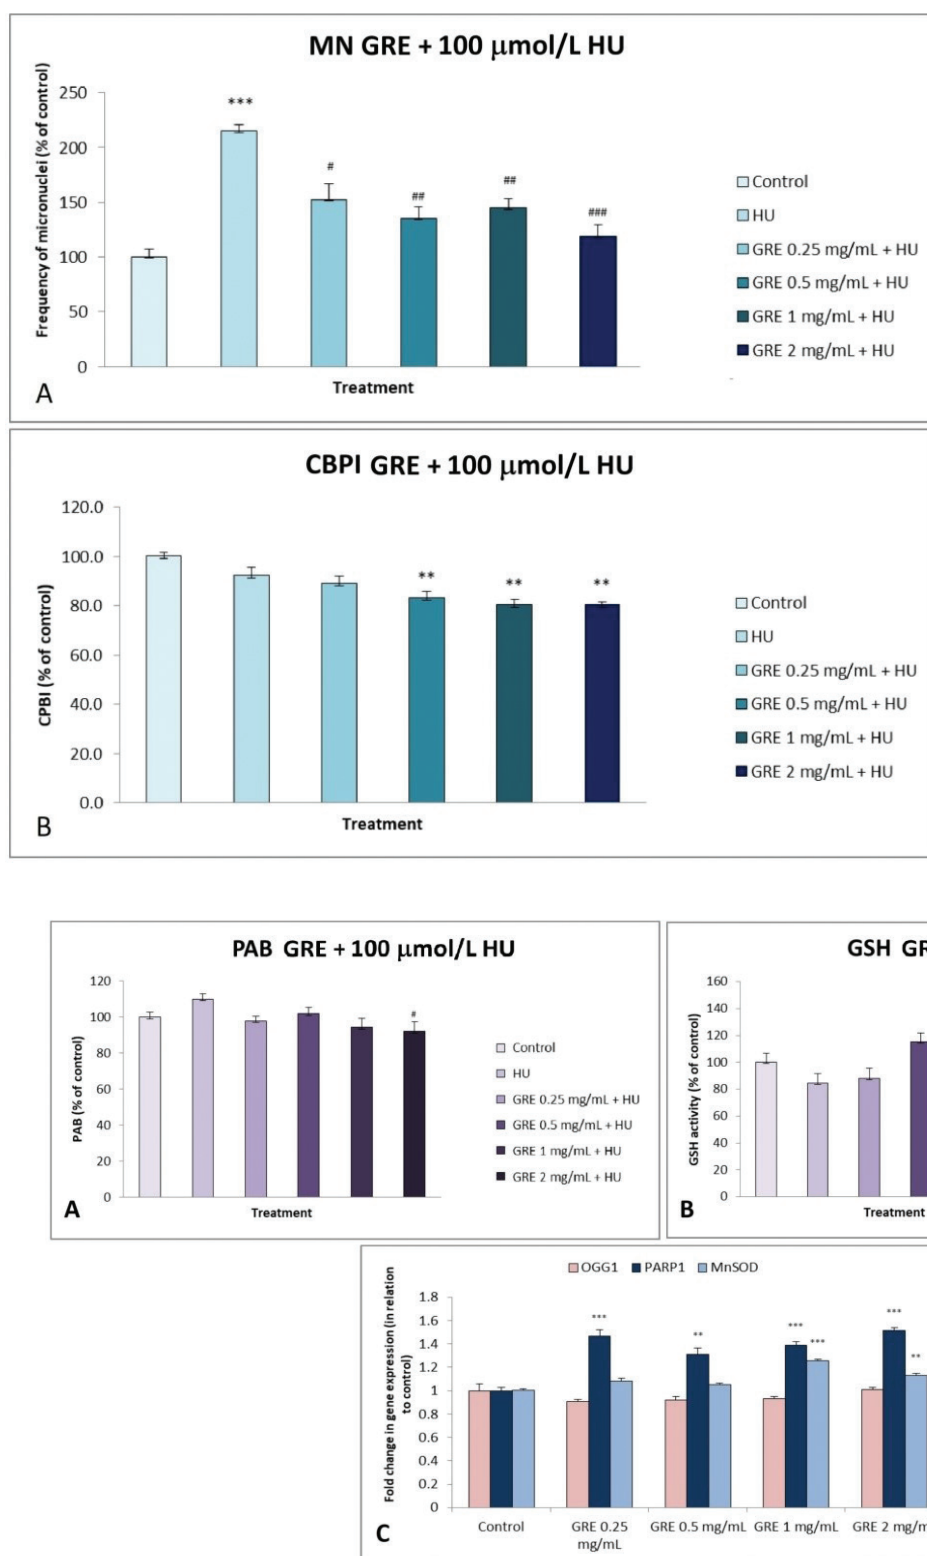 MN GRE + 100 µmol/L HU
Frequency of micronuclei (% of control)
250
200
150
100
50
0
***
#
##
##
###
Treatment
A
Control
HU
GRE 0.25 mg/mL + HU
GRE 0.5 mg/mL + HU
GRE 1 mg/mL + HU
GRE 2 mg/mL + HU
CBPI GRE + 100 µmol/L HU
CPBI (% of control)
120.0
100.0
80.0
60.0
40.0
20.0
0.0
**
**
**
Treatment
B
Control
HU
GRE 0.25 mg/mL + HU
GRE 0.5 mg/mL + HU
GRE 1 mg/mL + HU
GRE 2 mg/mL + HU
PAB GRE + 100 µmol/L HU
PAB (% of control)
120
100
80
60
40
20
0
#
Treatment
A
Control
HU
GRE 0.25 mg/mL + HU
GRE 0.5 mg/mL + HU
GRE 1 mg/mL + HU
GRE 2 mg/mL + HU
GSH GR
GSH activity (% of control)
160
140
120
100
80
60
40
20
0
Treatment
B
OGG1 PARP1 MnSOD
Fold change in gene expression (in relation
to control)
1.8
1.6
1.4
1.2
1
0.8
0.6
0.4
0.2
0
***
**
***
***
***
**
Control
GRE 0.25
mg/mL
GRE 0.5 mg/mL
GRE 1 mg/mL
GRE 2 mg/m
C